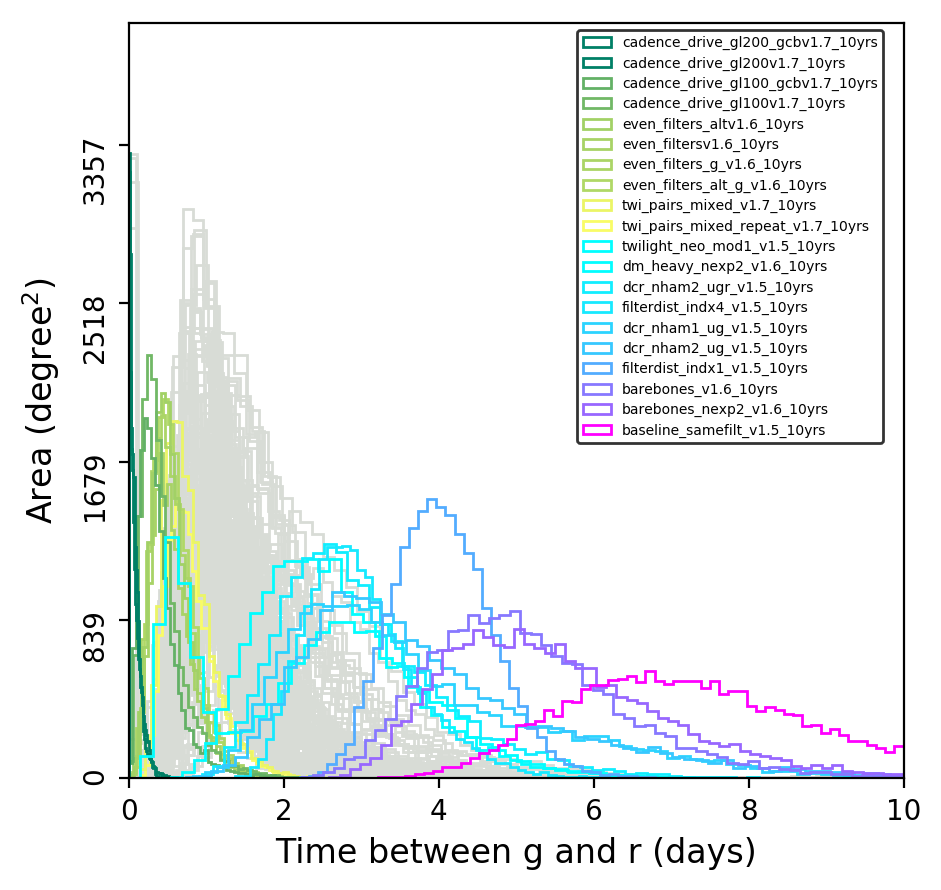 cadence_drive_gl200_gcbv1.7_10yrs
cadence_drive_gl200v1.7_10yrs
cadence_drive_gl100_gcbv1.7_10yrs
cadence_drive_gl100v1.7_10yrs
even_filters_altv1.6_10yrs
even_filtersv1.6_10yrs
even_filters_g_v1.6_10yrs
even_filters_alt_g_v1.6_10yrs
twi_pairs_mixed_v1.7_10yrs
twi_pairs_mixed_repeat_v1.7_10yrs
twilight_neo_mod1_v1.5_10yrs
dm_heavy_nexp2_v1.6_10yrs
dcr_nham2_ugr_v1.5_10yrs
filterdist_indx4_v1.5_10yrs
dcr_nham1_ug_v1.5_10yrs
dcr_nham2_ug_v1.5_10yrs
filterdist_indx1_v1.5_10yrs
barebones_v1.6_10yrs
barebones_nexp2_v1.6_10yrs
baseline_samefilt_v1.5_10yrs
3357
2518
1679
839
0
Area (degree²)
0 2 4 6 8 10
Time between g and r (days)